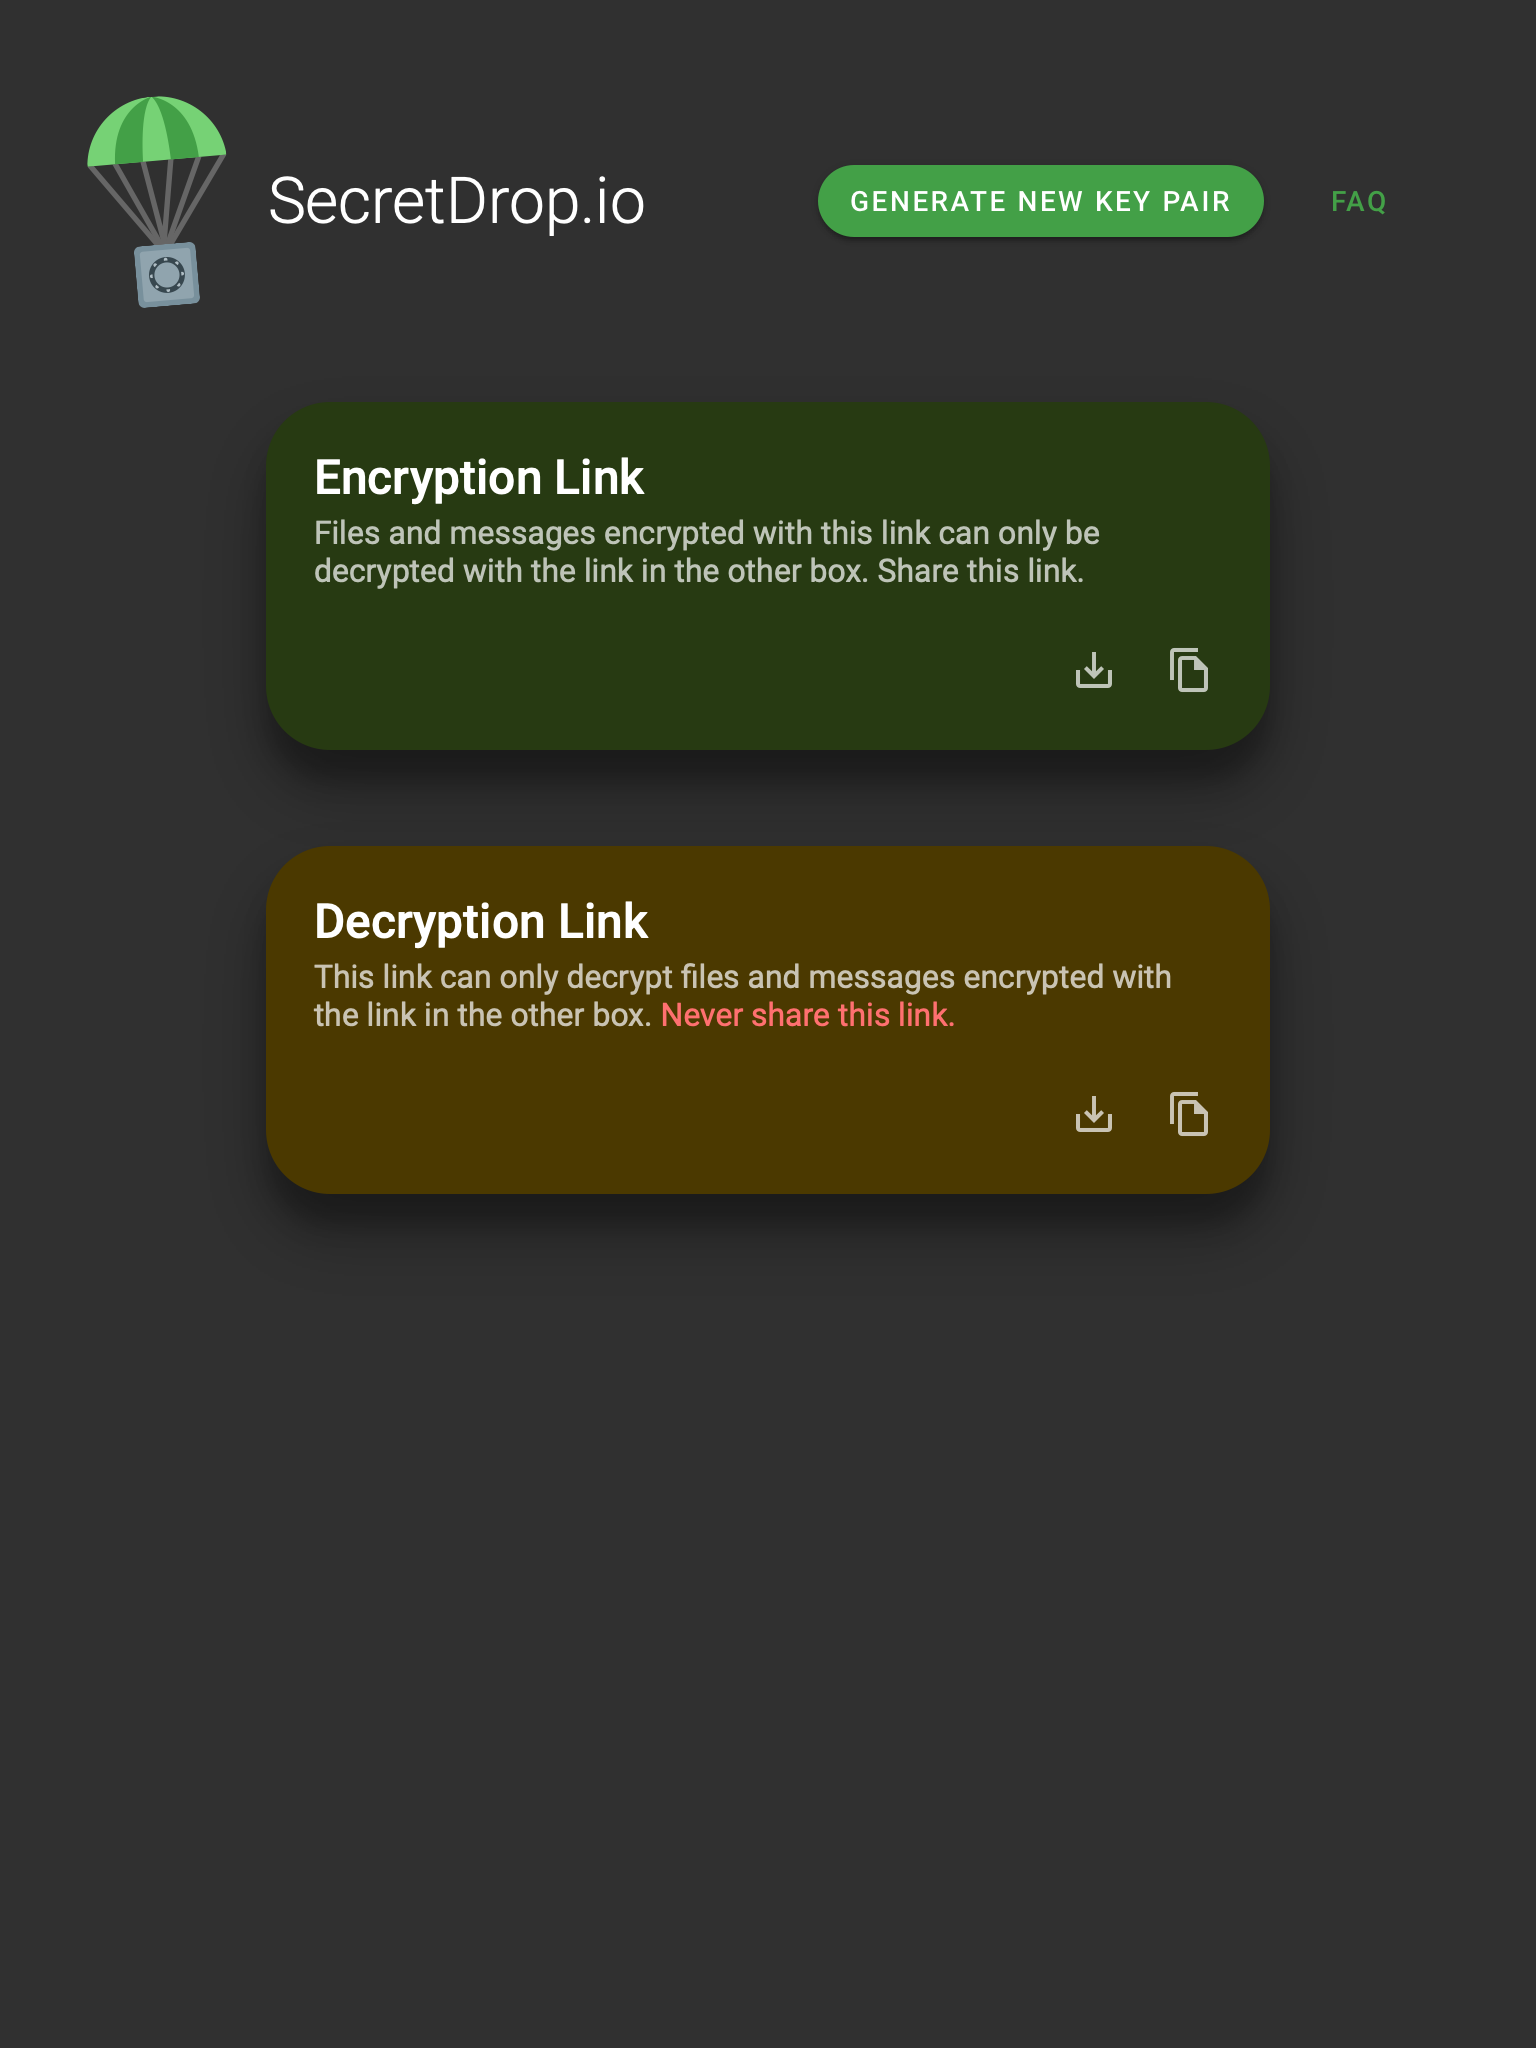 SecretDrop.io
GENERATE NEW KEY PAIR
FAQ
Encryption Link
Files and messages encrypted with this link can only be
decrypted with the link in the other box. Share this link.
Decryption Link
This link can only decrypt files and messages encrypted with
the link in the other box. Never share this link.